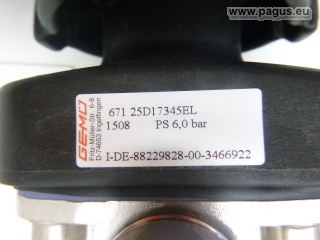 www.pagus.eu
GEMÜ
Fritz-Müller-Str. 6-8
D-74653 Ingelfingen
671 25D17345EL
1508 PS 6,0 bar
I-DE-88229828-00-3466922